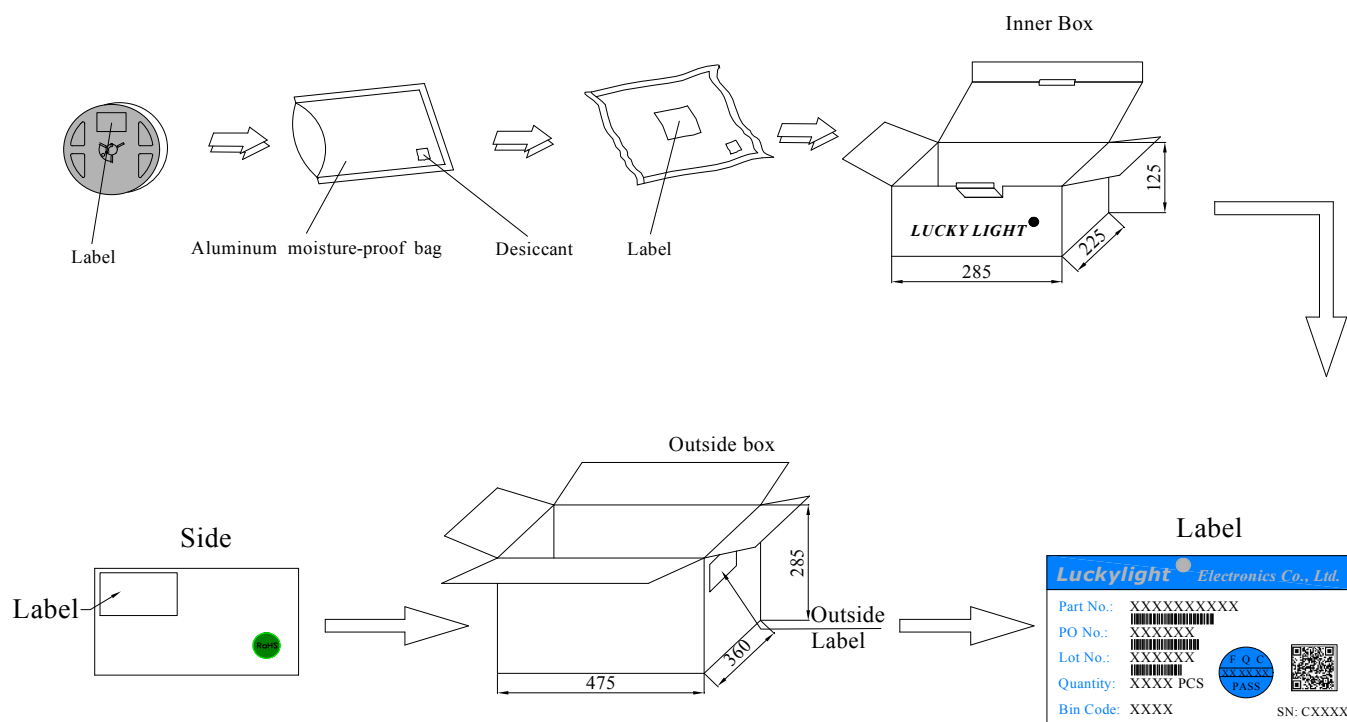 Inner Box
Label
Aluminum moisture-proof bag
Desiccant
Label
LUCKY LIGHT
285
225
125
Side
Label
RoHS
Outside box
475
360
285
Outside
Label
Label
Luckylight Electronics Co., Ltd.
Part No.: XXXXXXXXXX
PO No.: XXXXXX
Lot No.: XXXXXX
Quantity: XXXX PCS
Bin Code: XXXX
F Q C
XXXXXX
PASS
SN: CXXXX